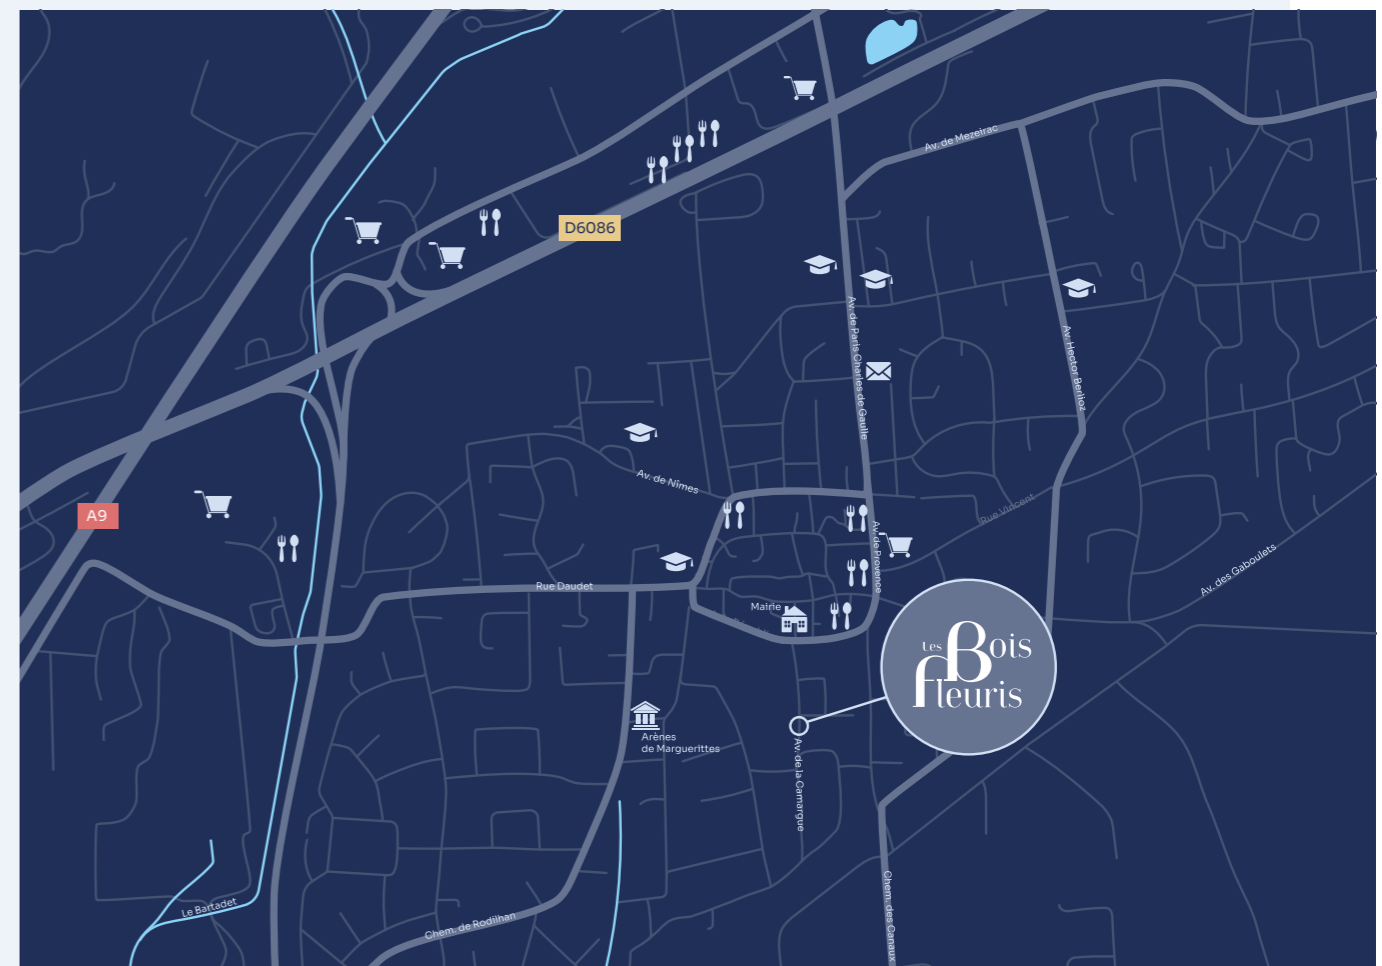 Av. de Mezeirac
D6086
Av. de Paris Charles de Gaulle
Av. Hector Berlioz
Av. de Nîmes
A9
Rue Vincent
Av. de Provence
Av. des Gaboulets
Rue Daudet
Mairie
Les Bois
fleuris
Arènes
de Marguerittes
Av. de la Camargue
Le Bartadet
Chem. de Rodilhan
Chem. des Canaux